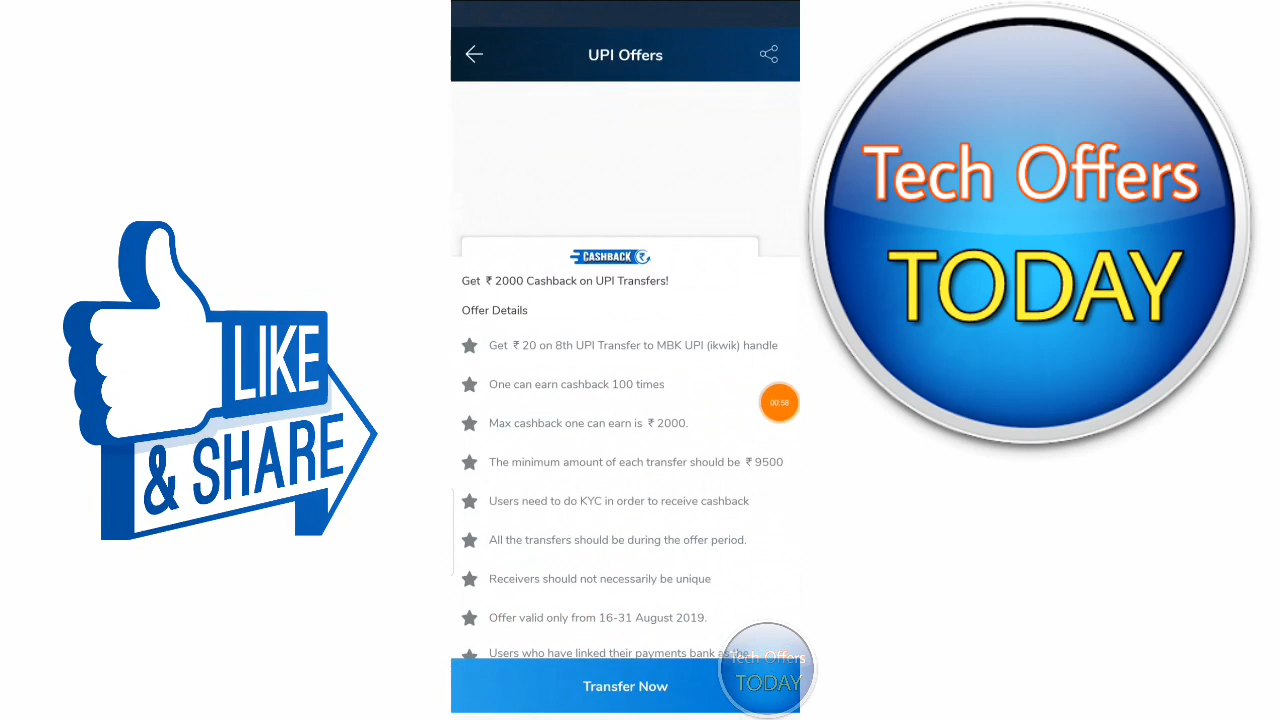 UPI Offers
CASHBACK ₹
Get ₹ 2000 Cashback on UPI Transfers!
Offer Details
Get ₹ 20 on 8th UPI Transfer to MBK UPI (ikwik) handle
One can earn cashback 100 times
00:58
Max cashback one can earn is ₹ 2000.
The minimum amount of each transfer should be ₹ 9500
Users need to do KYC in order to receive cashback
All the transfers should be during the offer period.
Receivers should not necessarily be unique
Offer valid only from 16-31 August 2019.
Users who have linked their payments bank as the
Transfer Now
LIKE
& SHARE
Tech Offers
TODAY
Tech Offers
TODAY